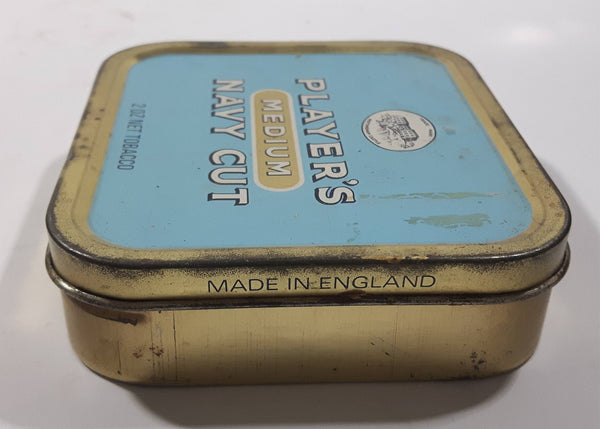 PLAYER'S
MEDIUM
NAVY CUT
2 OZ NET TOBACCO
MADE IN ENGLAND